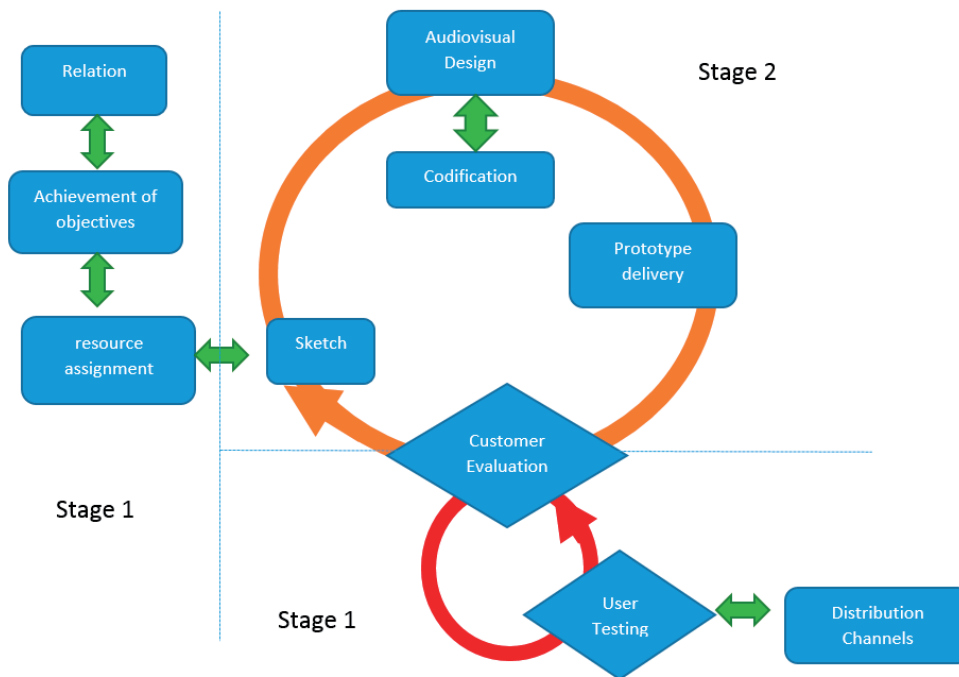 Relation
Achievement of
objectives
resource
assignment
Stage 1
Audiovisual
Design
Stage 2
Codification
Prototype
delivery
Sketch
Customer
Evaluation
Stage 1
User
Testing
Distribution
Channels